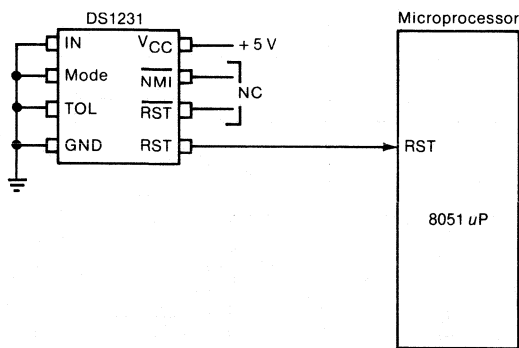 DS1231
Microprocessor
IN
VCC
+ 5 V
Mode
NMI
NC
TOL
RST
GND
RST
RST
8051 uP